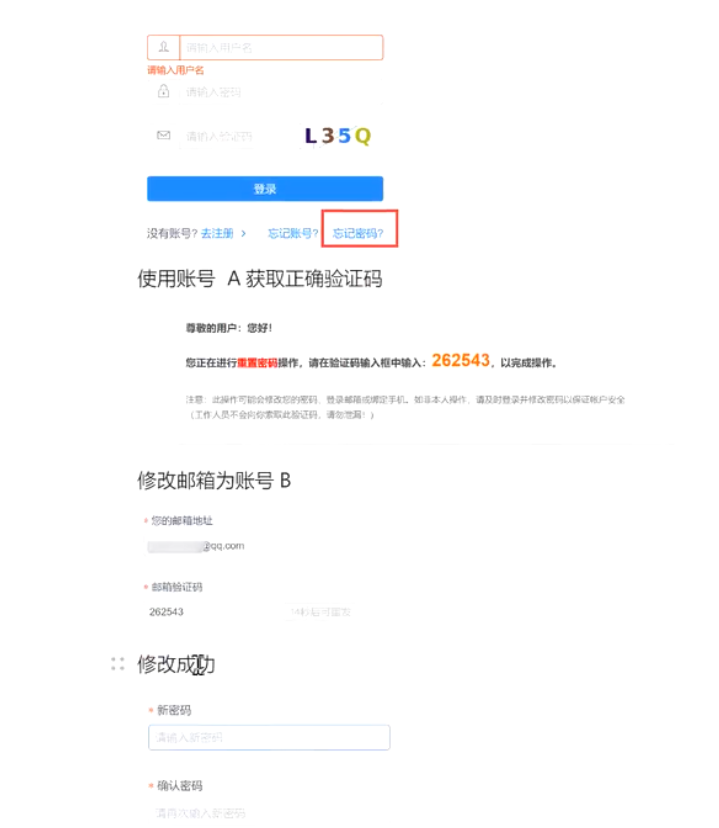 请输入用户名
请输入用户名
请输入密码
请输入验证码
L35Q
登录
没有账号? 去注册 > 忘记账号? 忘记密码?
使用账号 A 获取正确验证码
尊敬的用户：您好！
您正在进行重置密码操作，请在验证码输入框中输入：262543，以完成操作。
注意：此操作可能会修改您的密码、登录邮箱或绑定手机。如非本人操作，请及时登录并修改密码以保证帐户安全
（工作人员不会向你索取此验证码，请勿泄漏！）
修改邮箱为账号 B
* 您的邮箱地址
@qq.com
* 邮箱验证码
262543 14秒后可重发
修改成功
* 新密码
请输入新密码
* 确认密码
请再次输入新密码